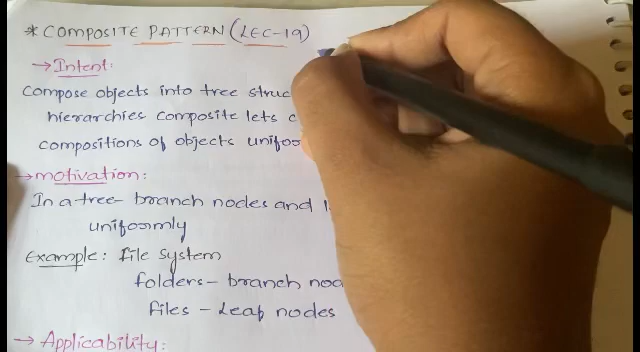 * COMPOSITE PATTERN (LEC-19)
→ Intent:
Compose objects into tree
hierarchies composite lets
compositions of objects
→ motivation:
In a tree- branch nodes and
uniformly
Example: file system
folders - branch
files - Leaf nodes
→ Applicability: